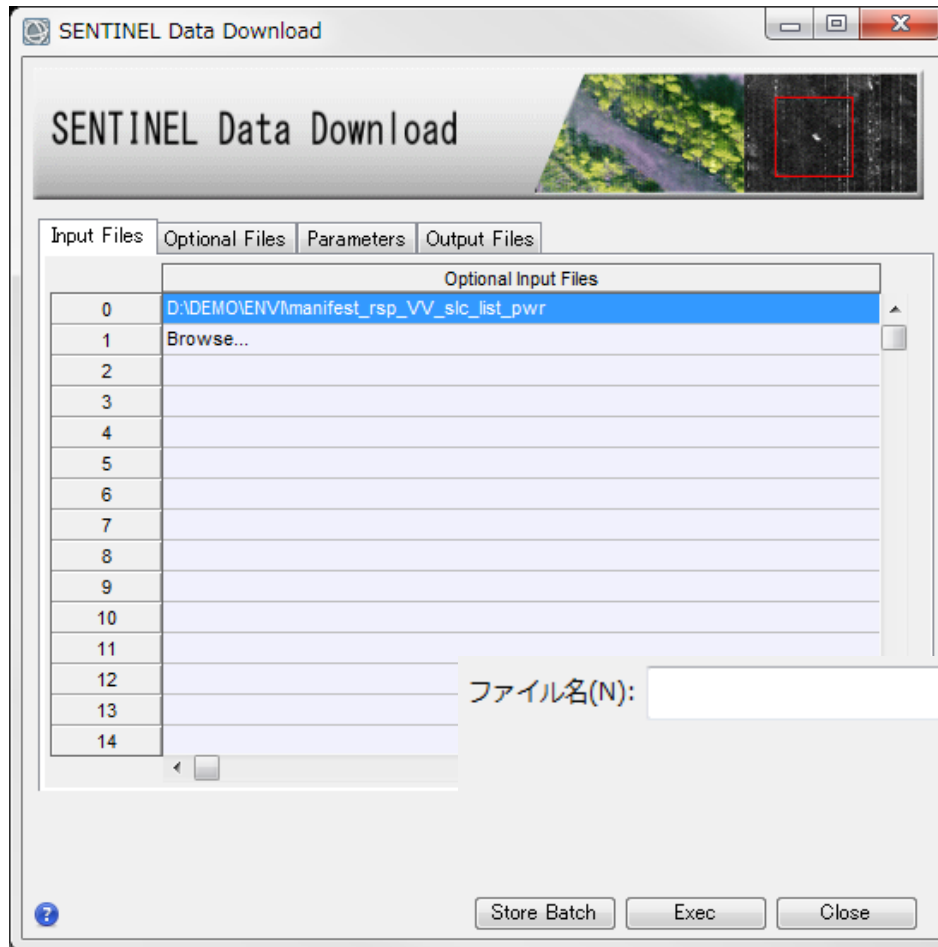 SENTINEL Data Download
SENTINEL Data Download
Input Files Optional Files Parameters Output Files
Optional Input Files
0 D:\DEMO\ENVI\manifest_rsp_VV_slc_list_pwr
1 Browse...
2
3
4
5
6
7
8
9
10
11
12
13
14
ファイル名(N):
Store Batch Exec Close